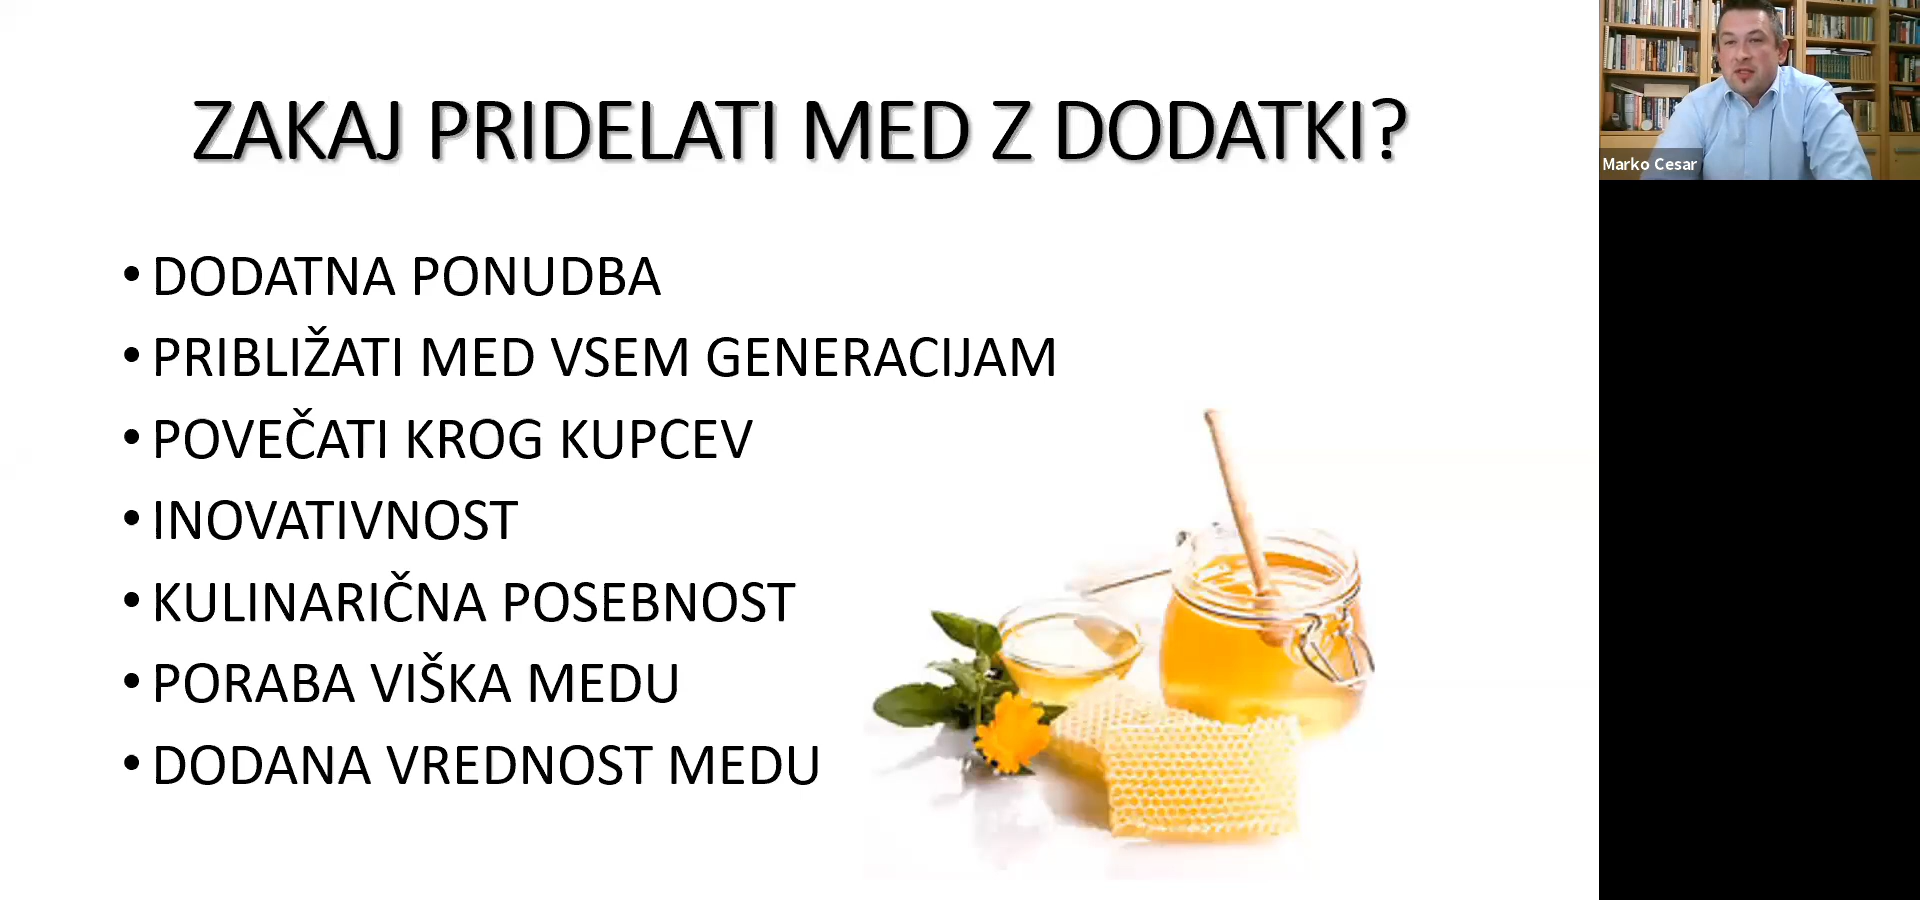 ZAKAJ PRIDELATI MED Z DODATKI?
• DODATNA PONUDBA
• PRIBLIŽATI MED VSEM GENERACIJAM
• POVEČATI KROG KUPCEV
• INOVATIVNOST
• KULINARIČNA POSEBNOST
• PORABA VIŠKA MEDU
• DODANA VREDNOST MEDU
Marko Cesar